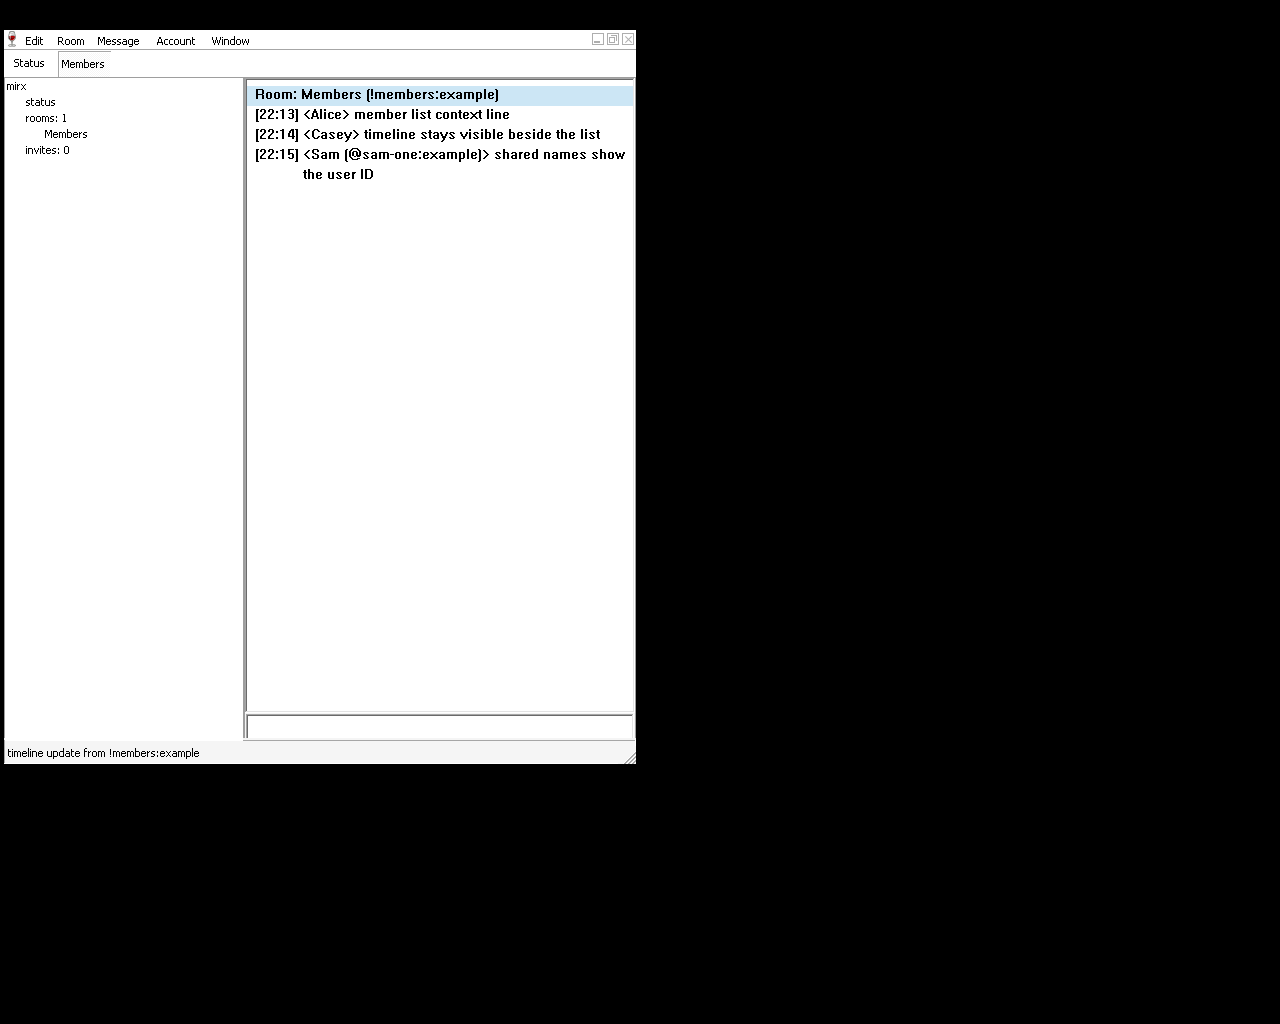 Edit Room Message Account Window
Status Members
mirx
status
rooms: 1
Members
invites: 0
Room: Members (!members:example)
[22:13] <Alice> member list context line
[22:14] <Casey> timeline stays visible beside the list
[22:15] <Sam (@sam-one:example)> shared names show
the user ID
timeline update from !members:example